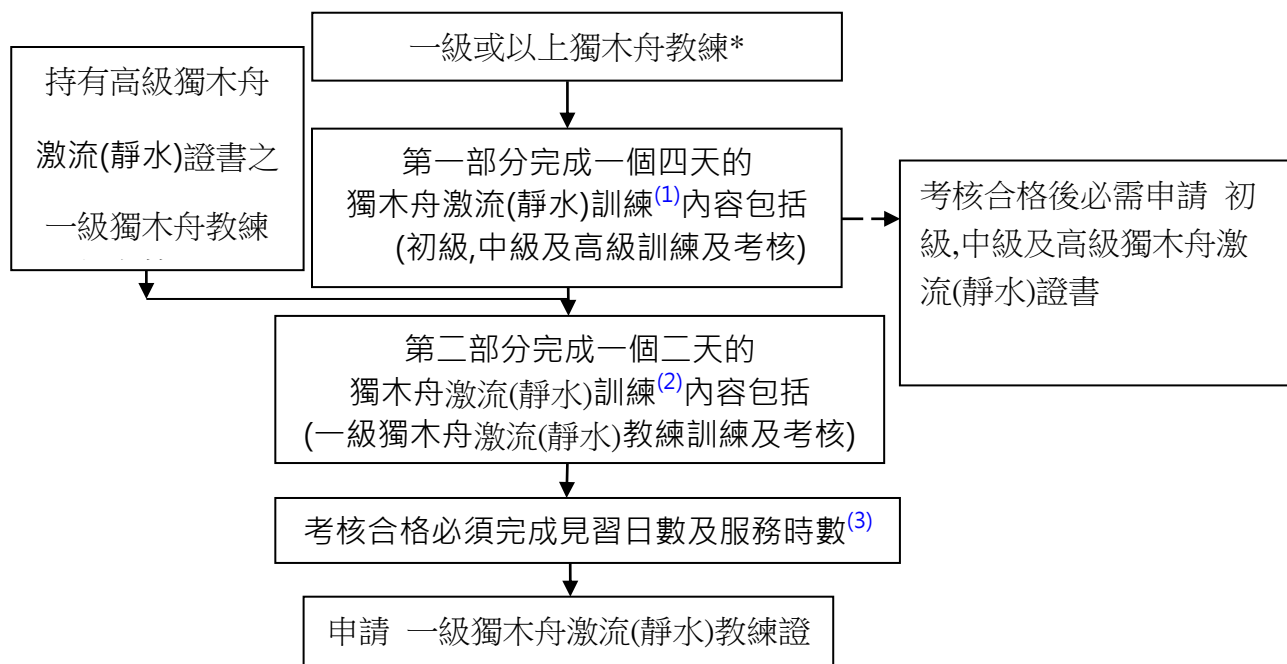 一級或以上獨木舟教練*
持有高級獨木舟
激流(靜水)證書之
一級獨木舟教練
第一部分完成一個四天的
獨木舟激流(靜水)訓練(1)內容包括
(初級,中級及高級訓練及考核)
考核合格後必需申請 初
級,中級及高級獨木舟激
流(靜水)證書
第二部分完成一個二天的
獨木舟激流(靜水)訓練(2)內容包括
(一級獨木舟激流(靜水)教練訓練及考核)
考核合格必須完成見習日數及服務時數(3)
申請 一級獨木舟激流(靜水)教練證